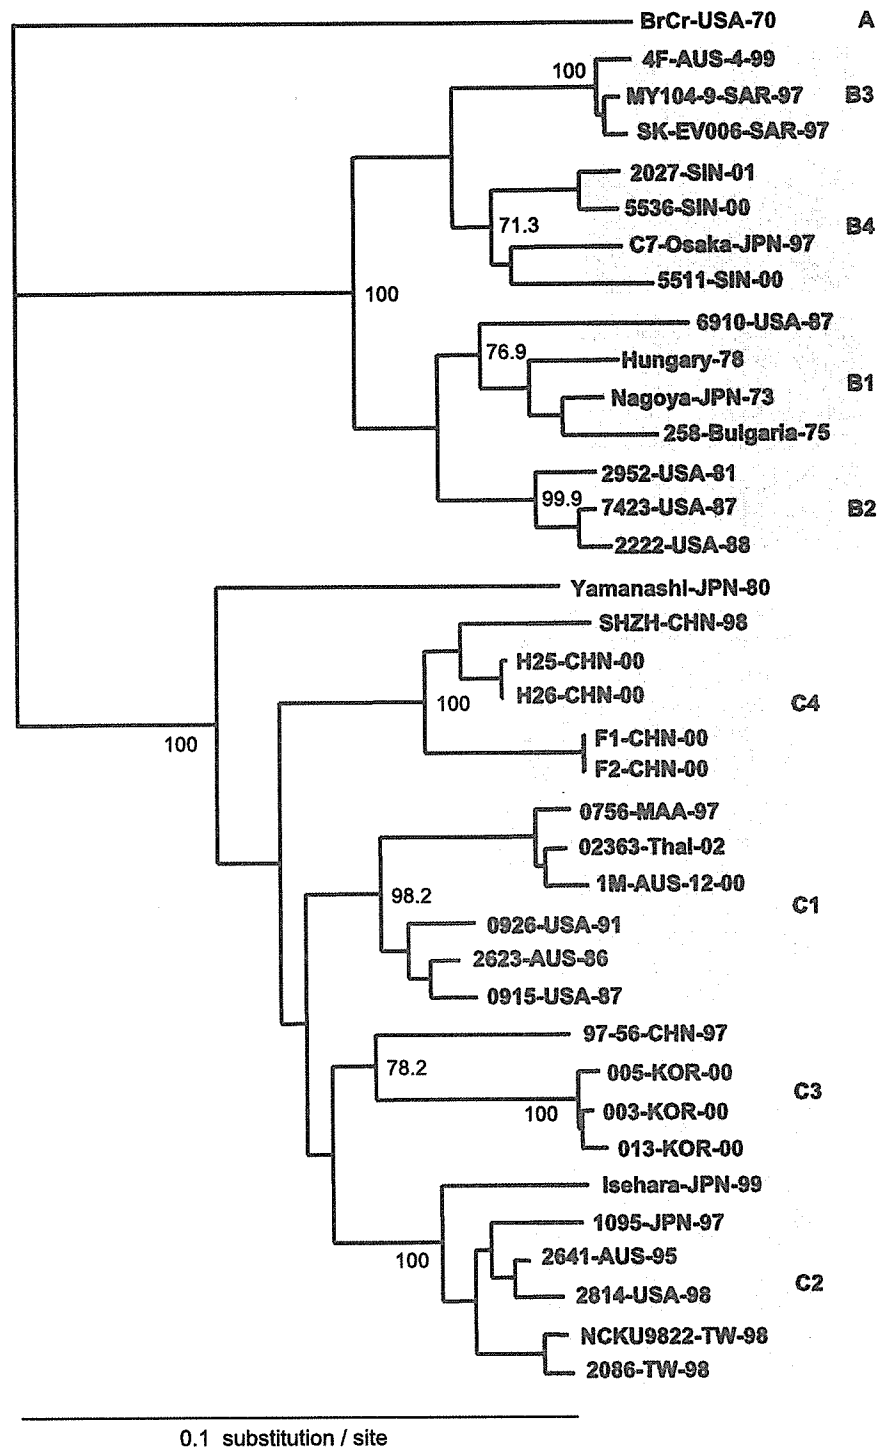 BrCr-USA-70 A
4F-AUS-4-99
100
MY104-9-SAR-97 B3
SK-EV006-SAR-97
2027-SIN-01
5536-SIN-00
71.3 B4
C7-Osaka-JPN-97
5511-SIN-00
100
6910-USA-87
76.9
Hungary-78
B1
Nagoya-JPN-73
258-Bulgaria-75
2952-USA-81
99.9
7423-USA-87 B2
2222-USA-88
Yamanashi-JPN-80
SHZH-CHN-98
H25-CHN-00
H26-CHN-00
100 C4
F1-CHN-00
100
F2-CHN-00
0756-MAA-97
02363-Thai-02
1M-AUS-12-00
98.2 C1
0926-USA-91
2623-AUS-86
0915-USA-87
97-56-CHN-97
78.2
005-KOR-00
C3
003-KOR-00
100
013-KOR-00
Isehara-JPN-99
1095-JPN-97
100
2641-AUS-95
C2
2814-USA-98
NCKU9822-TW-98
2086-TW-98
0.1 substitution / site